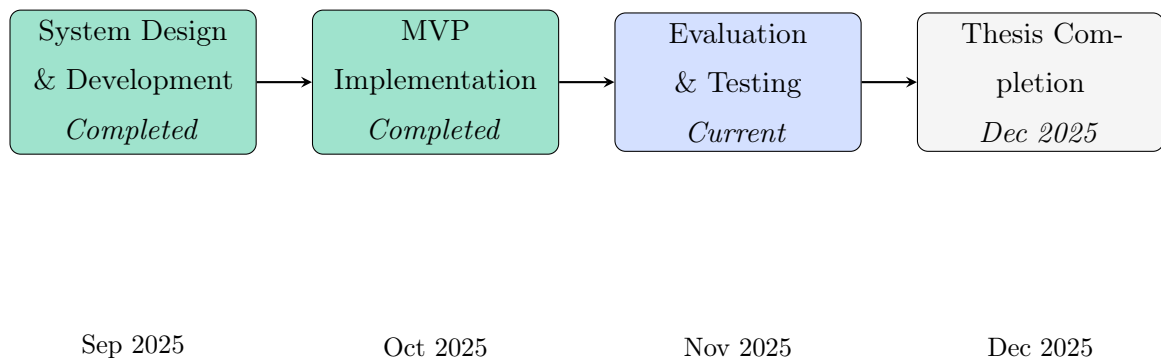 System Design
& Development
Completed
MVP
Implementation
Completed
Evaluation
& Testing
Current
Thesis Com-
pletion
Dec 2025
Sep 2025
Oct 2025
Nov 2025
Dec 2025